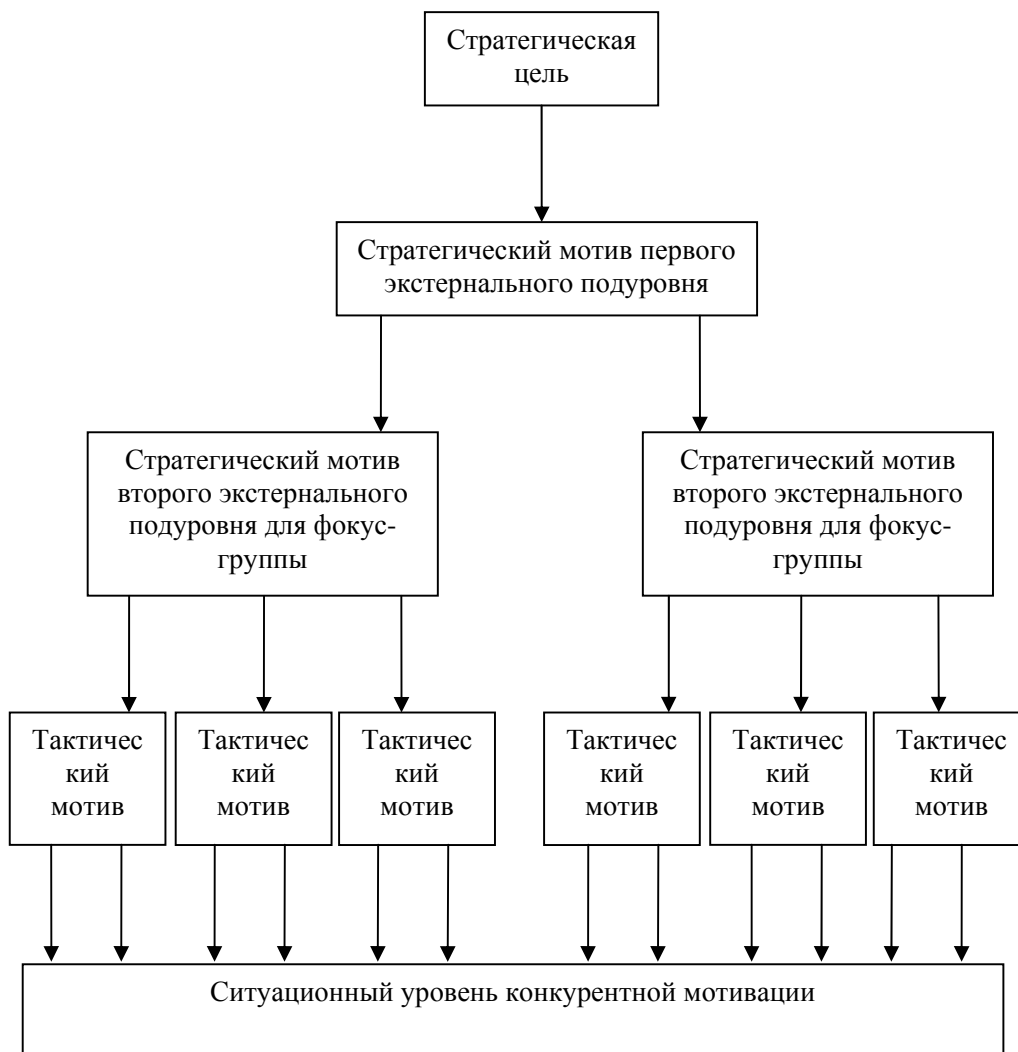 Стратегическая
цель
Стратегический мотив первого
экстернального подуровня
Стратегический мотив
второго экстернального
подуровня для фокус-
группы
Стратегический мотив
второго экстернального
подуровня для фокус-
группы
Тактичес
кий
мотив
Тактичес
кий
мотив
Тактичес
кий
мотив
Тактичес
кий
мотив
Тактичес
кий
мотив
Тактичес
кий
мотив
Ситуационный уровень конкурентной мотивации